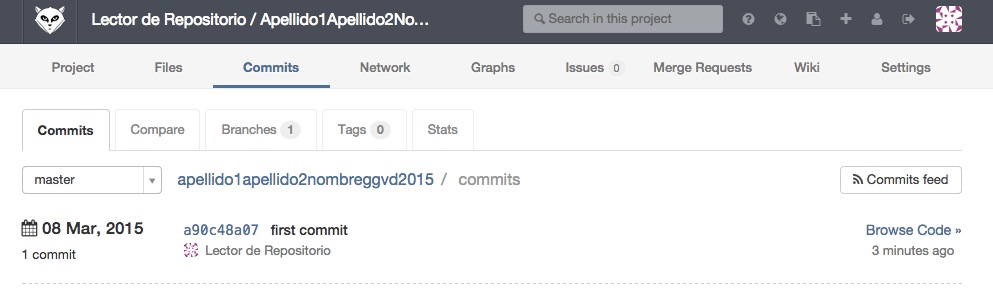 Lector de Repositorio / Apellido1Apellido2No...
Search in this project
Project Files Commits Network Graphs Issues 0 Merge Requests Wiki Settings
Commits Compare Branches 1 Tags 0 Stats
master apellido1apellido2nombreggvd2015 / commits Commits feed
08 Mar, 2015 a90c48a07 first commit Browse Code »
1 commit Lector de Repositorio 3 minutes ago